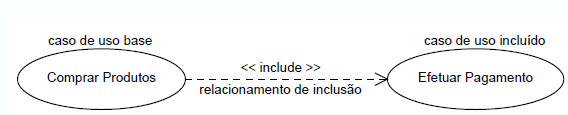 caso de uso base
caso de uso incluído
<< include >>
Comprar Produtos
Efetuar Pagamento
relacionamento de inclusão